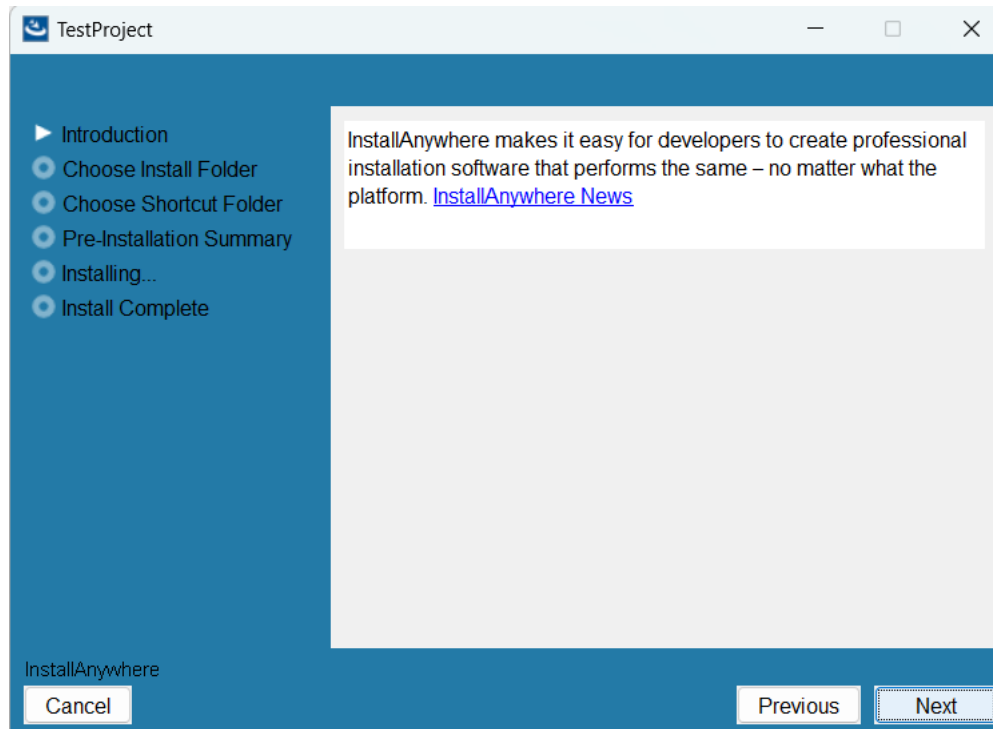 TestProject
Introduction
Choose Install Folder
Choose Shortcut Folder
Pre-Installation Summary
Installing...
Install Complete
InstallAnywhere makes it easy for developers to create professional
installation software that performs the same – no matter what the
platform. InstallAnywhere News
InstallAnywhere
Cancel
Previous
Next